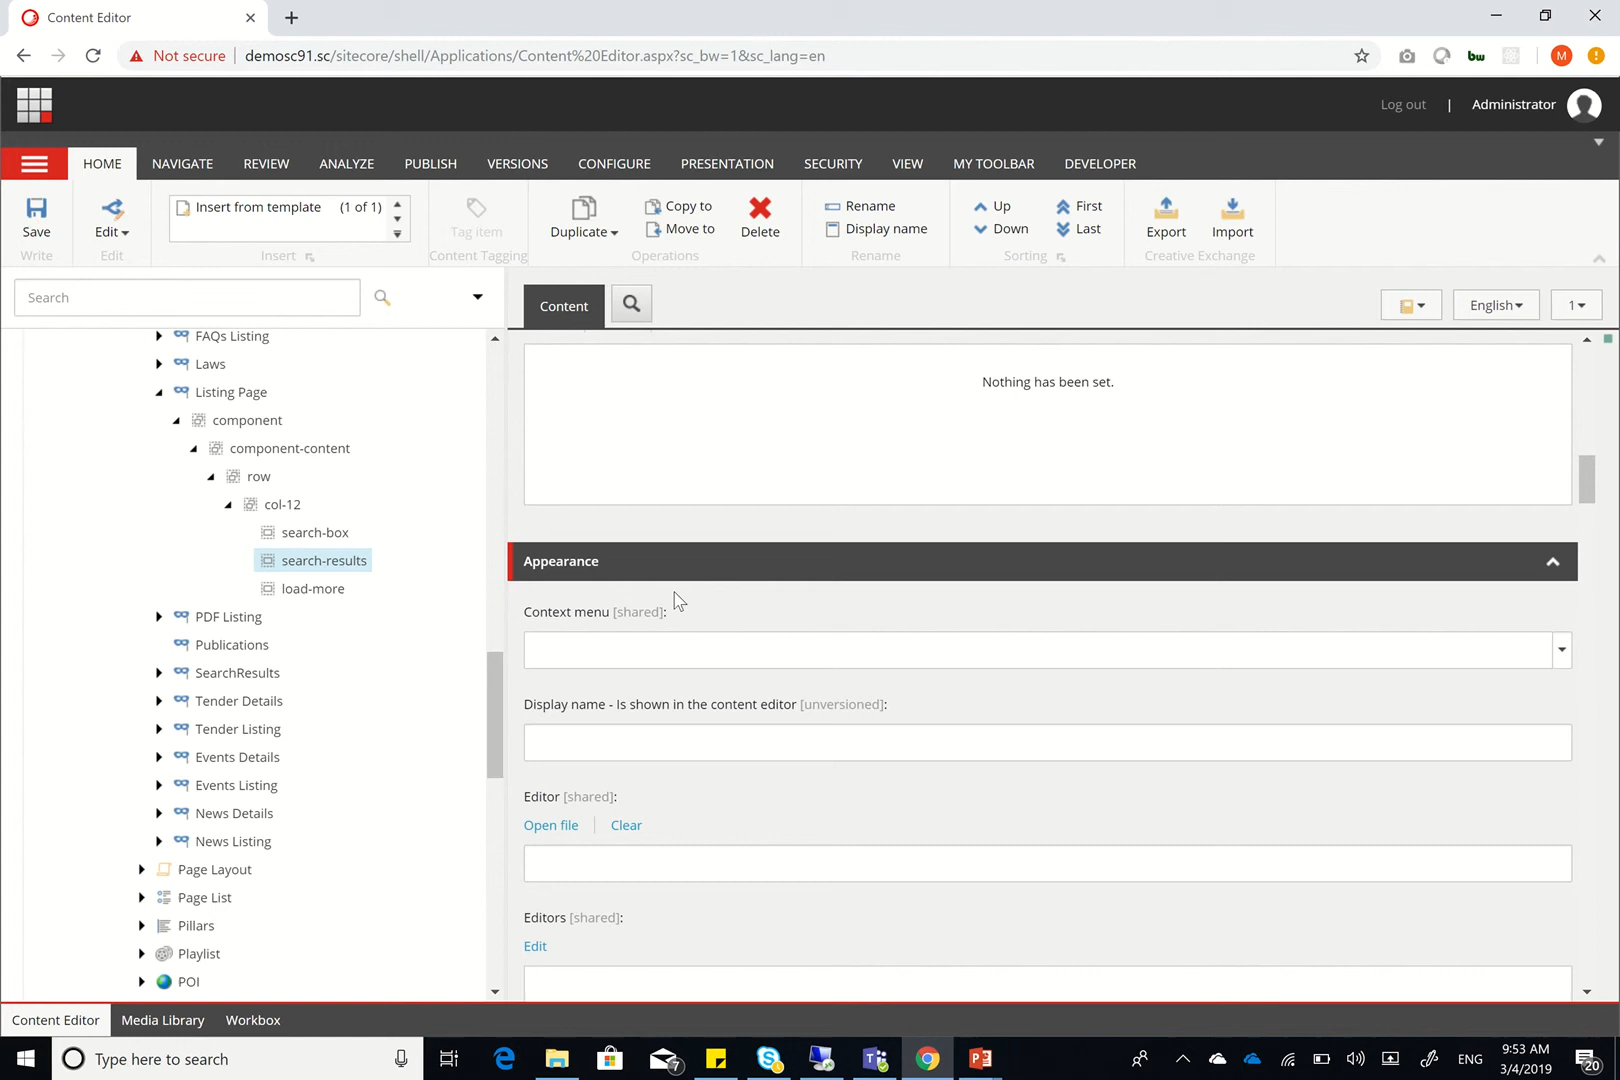 Content Editor
Not secure
demosc91.sc/sitecore/shell/Applications/Content%20Editor.aspx?sc_bw=1&sc_lang=en
bw
M
Log out | Administrator
HOME NAVIGATE REVIEW ANALYZE PUBLISH VERSIONS CONFIGURE PRESENTATION SECURITY VIEW MY TOOLBAR DEVELOPER
Insert from template (1 of 1)
Copy to
Rename
Up
First
Save
Edit
Tag item
Duplicate
Move to
Delete
Display name
Down
Last
Export
Import
Write
Edit
Insert
Content Tagging
Operations
Rename
Sorting
Creative Exchange
Search
Content
English
1
FAQs Listing
Laws
Listing Page
component
component-content
row
col-12
search-box
search-results
load-more
PDF Listing
Publications
SearchResults
Tender Details
Tender Listing
Events Details
Events Listing
News Details
News Listing
Page Layout
Page List
Pillars
Playlist
POI
Nothing has been set.
Appearance
Context menu [shared]:
Display name - Is shown in the content editor [unversioned]:
Editor [shared]:
Open file
Clear
Editors [shared]:
Edit
Content Editor
Media Library
Workbox
Type here to search
7
ENG
9:53 AM
3/4/2019
20